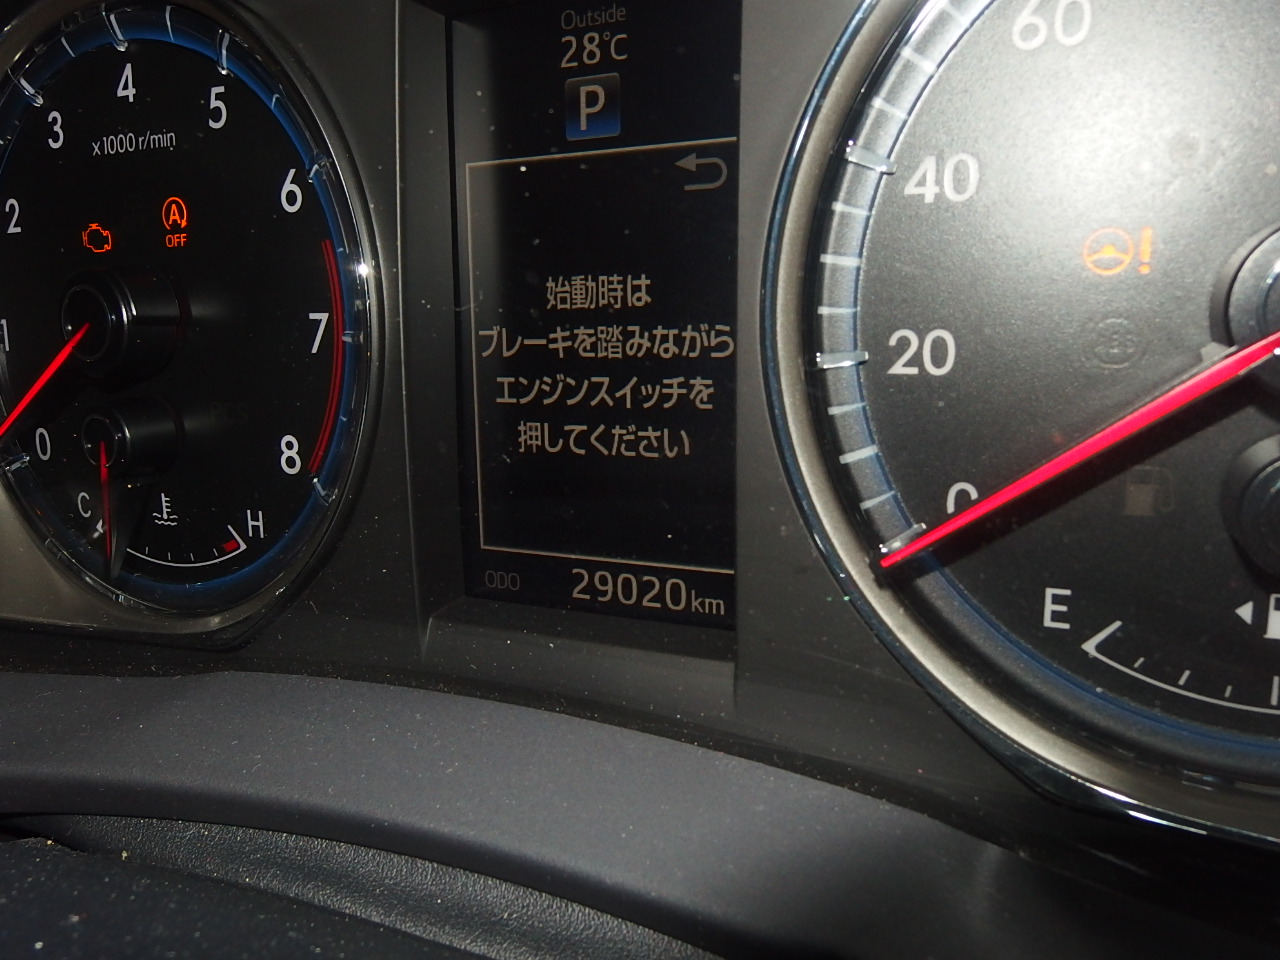 Outside
28°C
P
始動時は
ブレーキを踏みながら
エンジンスイッチを
押してください
ODO 29020km
0
1
2
3
4
5
6
7
8
x1000 r/min
A
OFF
C
H
0
20
40
60
!
E